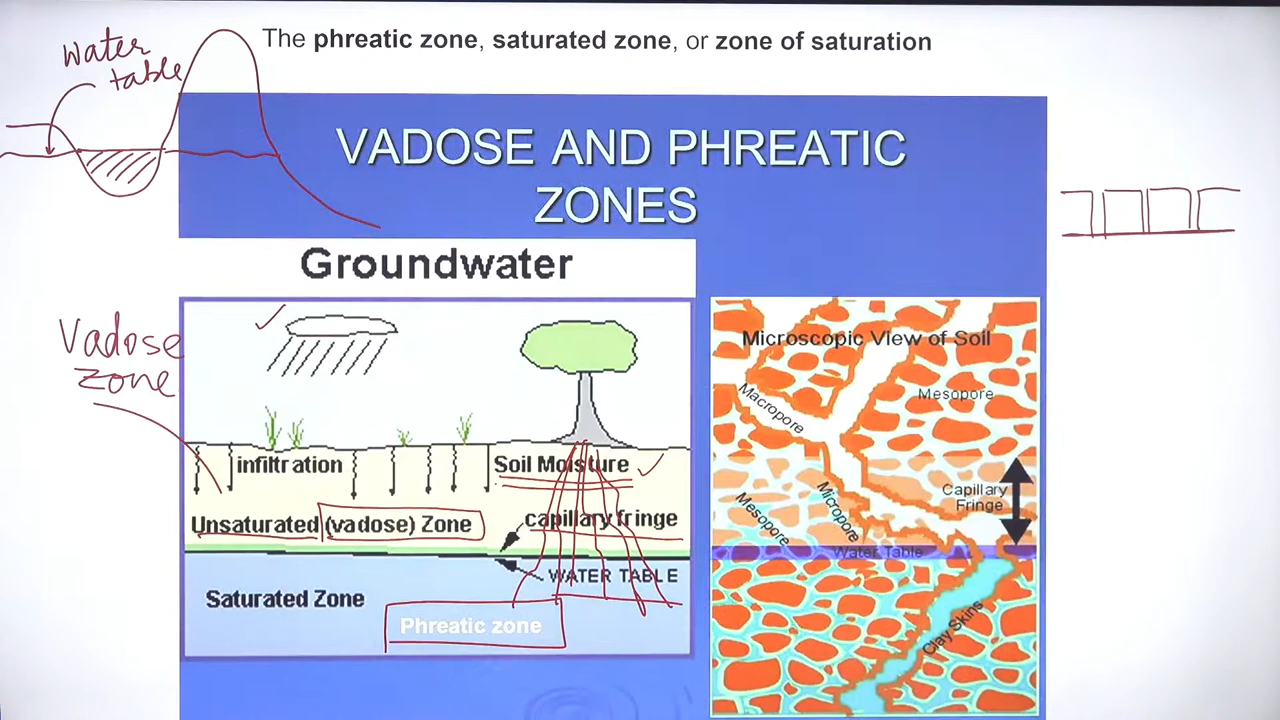 The phreatic zone, saturated zone, or zone of saturation
water
table
VADOSE AND PHREATIC
ZONES
Groundwater
Vadose
zone
infiltration
Soil Moisture
Unsaturated (vadose) Zone
capillary fringe
WATER TABLE
Saturated Zone
Phreatic zone
Microscopic View of Soil
Macropore
Mesopore
Capillary
Fringe
Mesopore
Micropore
Water Table
Clay Skins